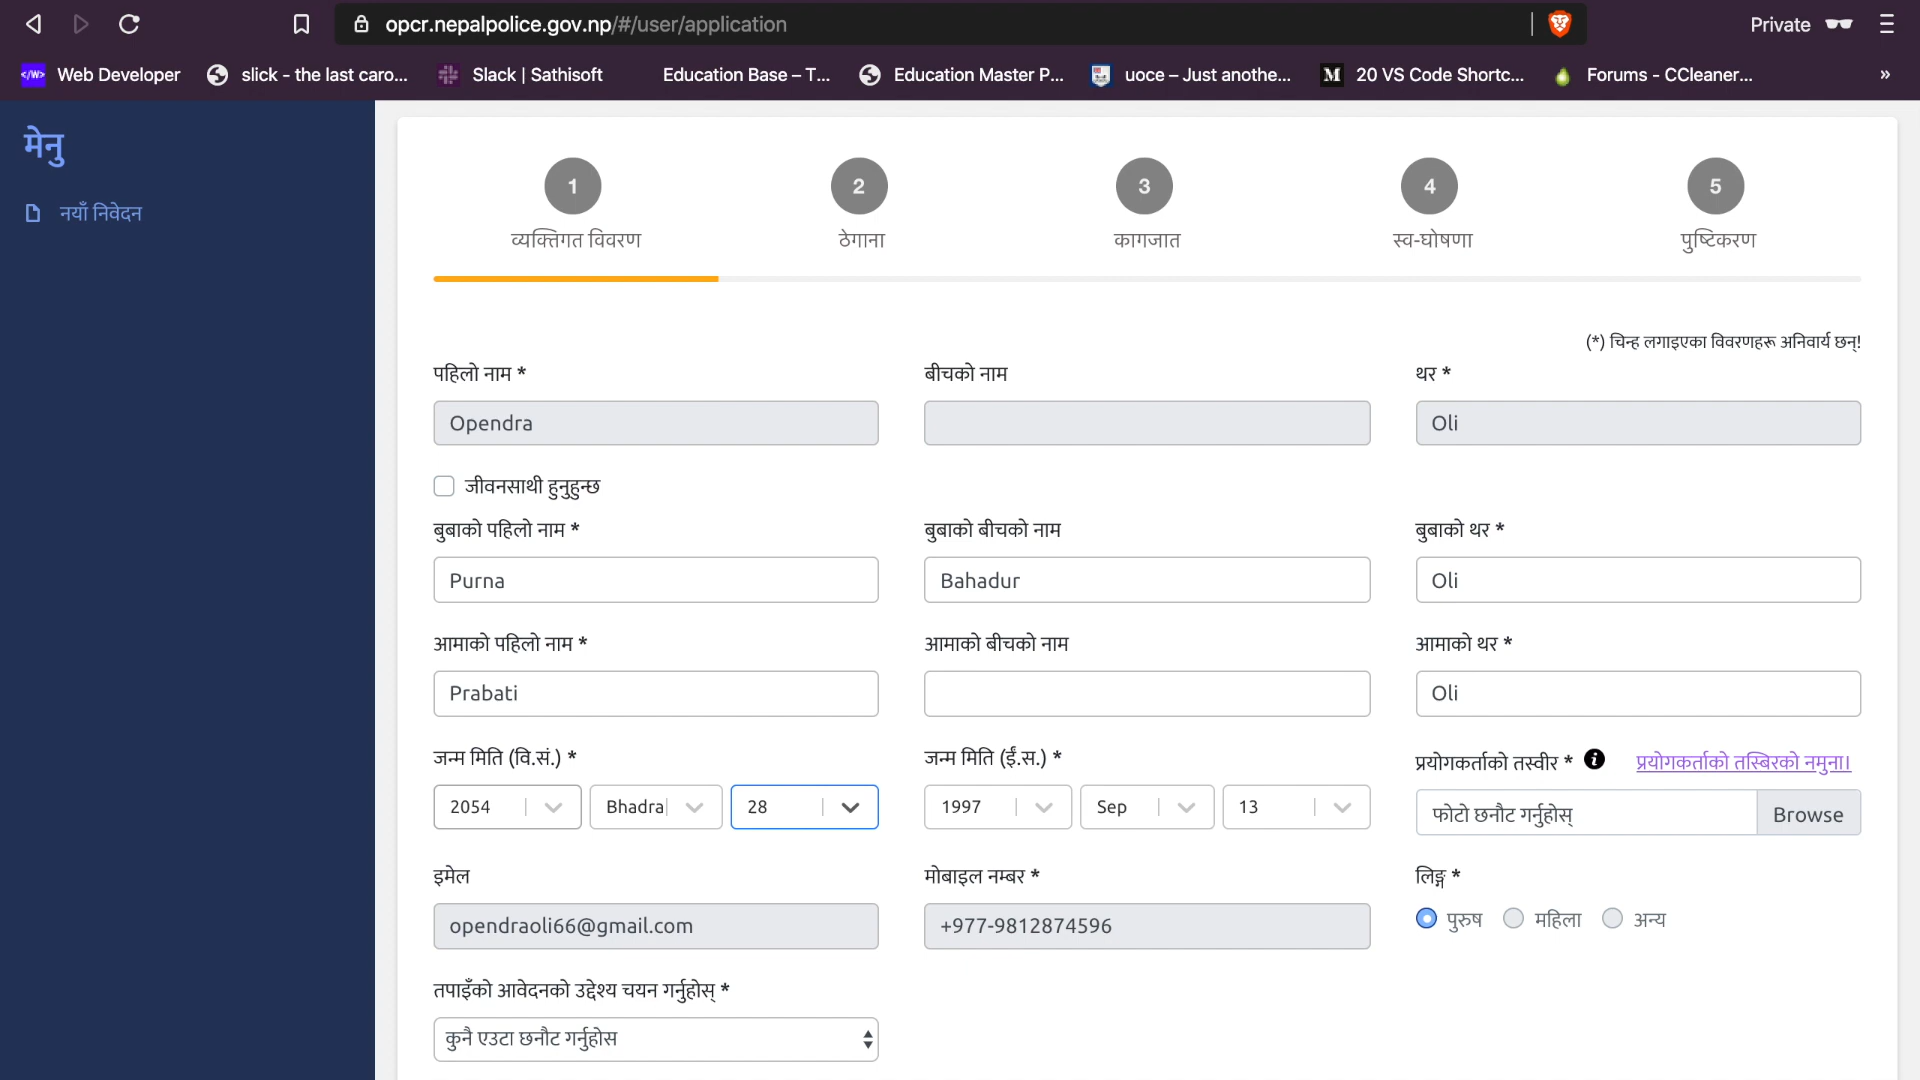 opcr.nepalpolice.gov.np/#/user/application
Private
</W> Web Developer
slick - the last caro...
Slack | Sathisoft
Education Base – T...
Education Master P...
uoce – Just anothe...
M 20 VS Code Shortc...
Forums - CCleaner...
»
मेनु
नयाँ निवेदन
1 2 3 4 5
व्यक्तिगत विवरण ठेगाना कागजात स्व-घोषणा पुष्टिकरण
(*) चिन्ह लगाइएका विवरणहरू अनिवार्य छन्!
पहिलो नाम * बीचको नाम थर *
Opendra Oli
जीवनसाथी हुनुहुन्छ
बुबाको पहिलो नाम * बुबाको बीचको नाम बुबाको थर *
Purna Bahadur Oli
आमाको पहिलो नाम * आमाको बीचको नाम आमाको थर *
Prabati Oli
जन्म मिति (वि.सं.) * जन्म मिति (ईं.स.) * प्रयोगकर्ताको तस्वीर * i प्रयोगकर्ताको तस्बिरको नमुना।
2054 Bhadra 28 1997 Sep 13 फोटो छनौट गर्नुहोस् Browse
इमेल मोबाइल नम्बर * लिङ्ग *
opendraoli66@gmail.com +977-9812874596 पुरुष महिला अन्य
तपाइँको आवेदनको उद्देश्य चयन गर्नुहोस् *
कुनै एउटा छनौट गर्नुहोस